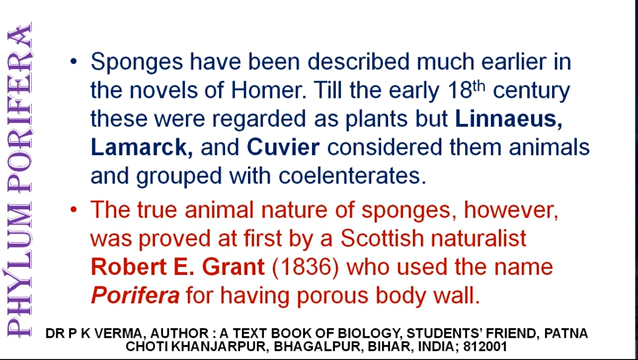 PHYLUM PORIFERA
• Sponges have been described much earlier in
the novels of Homer. Till the early 18th century
these were regarded as plants but Linnaeus,
Lamarck, and Cuvier considered them animals
and grouped with coelenterates.
• The true animal nature of sponges, however,
was proved at first by a Scottish naturalist
Robert E. Grant (1836) who used the name
Porifera for having porous body wall.
DR P K VERMA, AUTHOR : A TEXT BOOK OF BIOLOGY, STUDENTS' FRIEND, PATNA
CHOTI KHANJARPUR, BHAGALPUR, BIHAR, INDIA; 812001